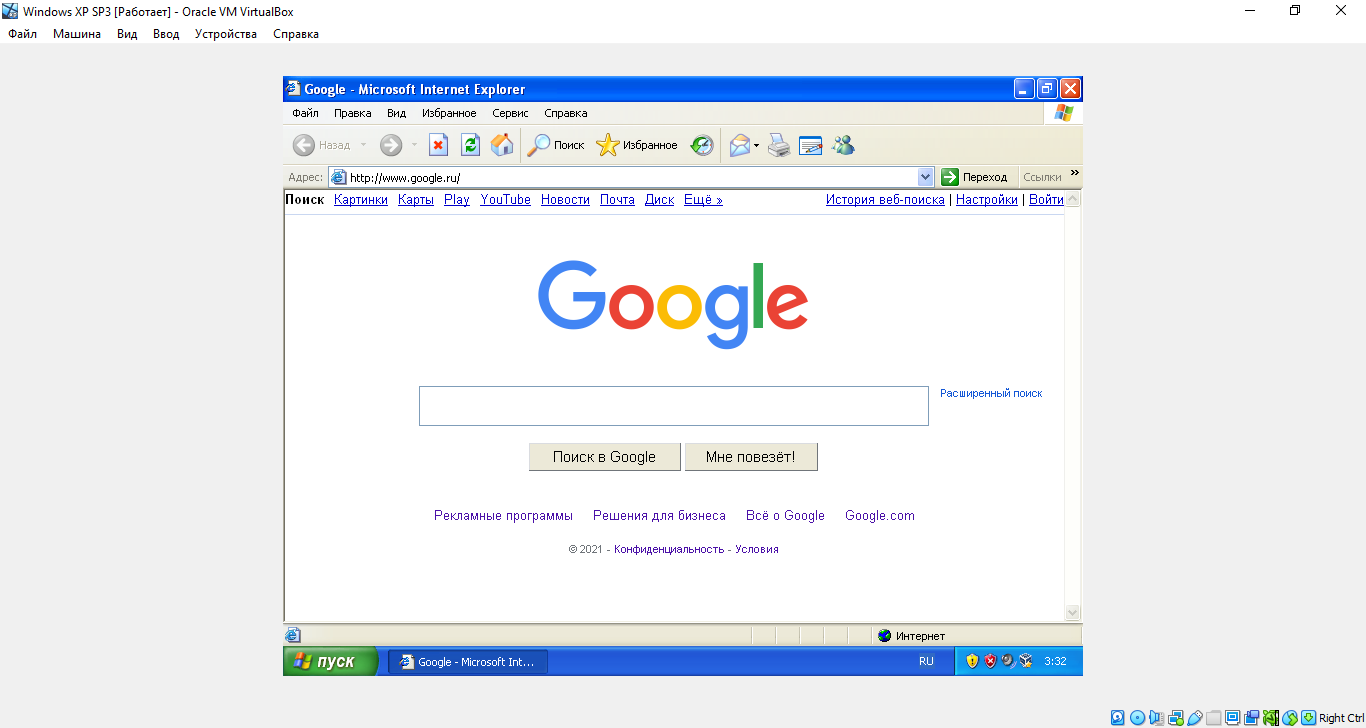 Windows XP SP3 [Работает] - Oracle VM VirtualBox
Файл Машина Вид Ввод Устройства Справка
Google - Microsoft Internet Explorer
Файл Правка Вид Избранное Сервис Справка
Назад Поиск Избранное
Адрес: http://www.google.ru/ Переход Ссылки »
Поиск Картинки Карты Play YouTube Новости Почта Диск Ещё » История веб-поиска | Настройки | Войти
Google
Расширенный поиск
Поиск в Google Мне повезёт!
Рекламные программы Решения для бизнеса Всё о Google Google.com
© 2021 - Конфиденциальность - Условия
Интернет
пуск Google - Microsoft Int... RU 3:32
Right Ctrl